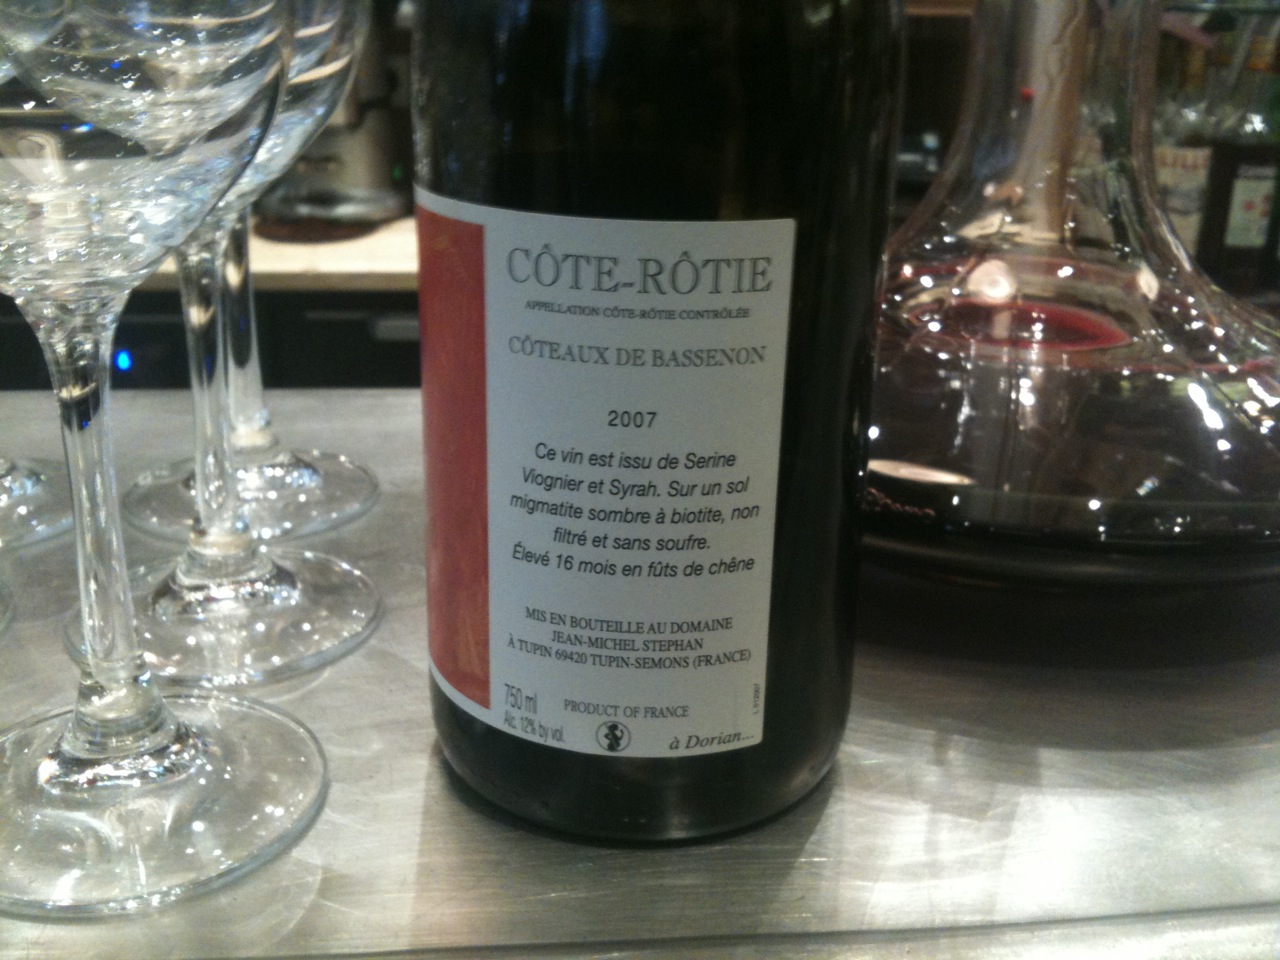 CÔTE-RÔTIE
APPELLATION CÔTE-RÔTIE CONTRÔLÉE
CÔTEAUX DE BASSENON
2007
Ce vin est issu de Serine
Viognier et Syrah. Sur un sol
migmatite sombre à biotite, non
filtré et sans soufre.
Élevé 16 mois en fûts de chêne
MIS EN BOUTEILLE AU DOMAINE
JEAN-MICHEL STEPHAN
À TUPIN 69420 TUPIN-SEMONS (FRANCE)
750 ml
Alc. 12% by vol.
PRODUCT OF FRANCE
à Dorian...